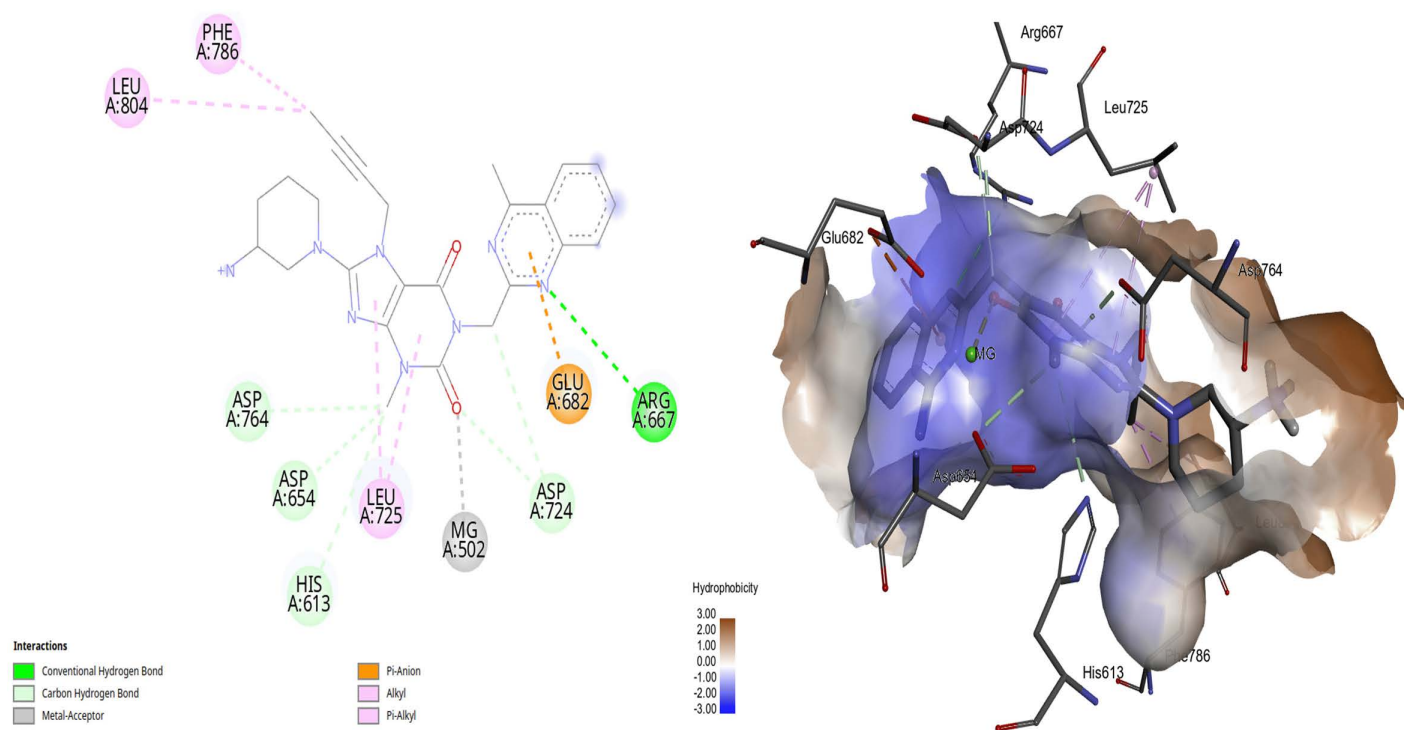 PHE
A:786
LEU
A:804
+N
N
N
N
N
O
O
N
N
N
ASP
A:764
ASP
A:654
HIS
A:613
LEU
A:725
MG
A:502
GLU
A:682
ASP
A:724
ARG
A:667
Interactions
Conventional Hydrogen Bond
Carbon Hydrogen Bond
Metal-Acceptor
Pi-Anion
Alkyl
Pi-Alkyl
Arg667
Leu725
Asp724
Glu682
Asp764
MG
Asp654
His613
Hydrophobicity
3.00
2.00
1.00
0.00
-1.00
-2.00
-3.00